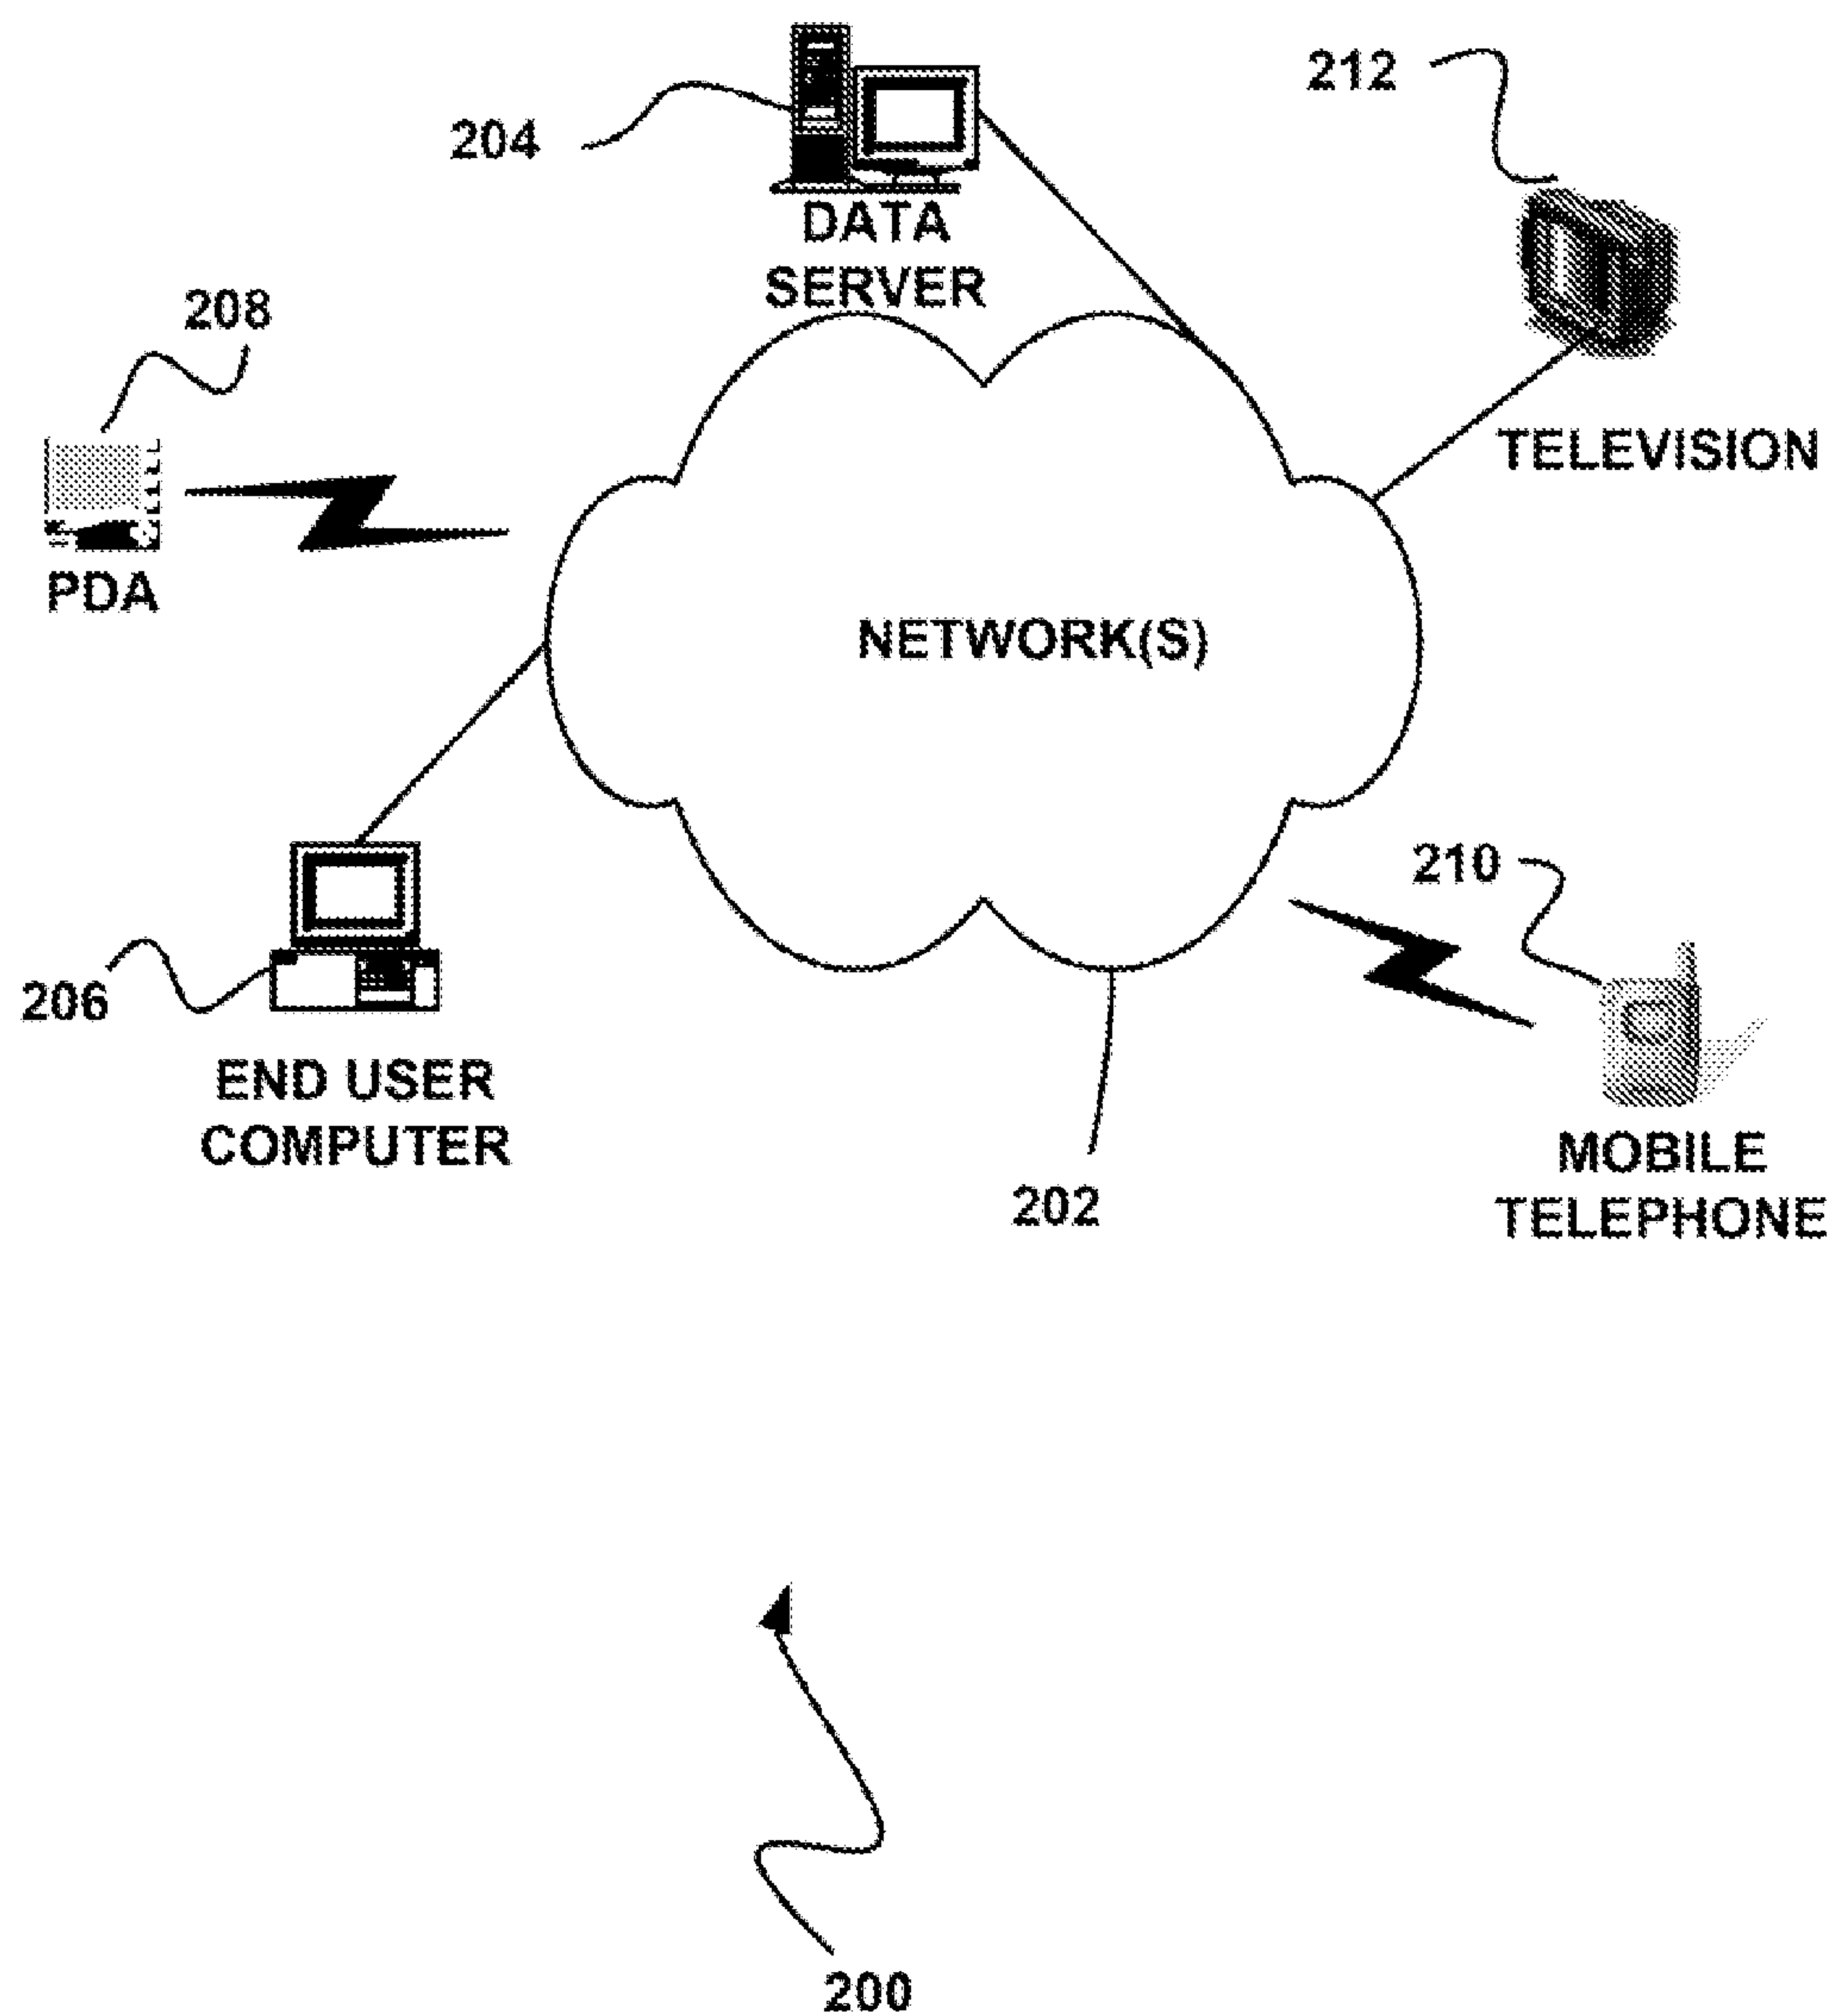 212
204
DATA
SERVER
208
TELEVISION
PDA
NETWORK(S)
210
206
END USER
COMPUTER
MOBILE
TELEPHONE
202
200